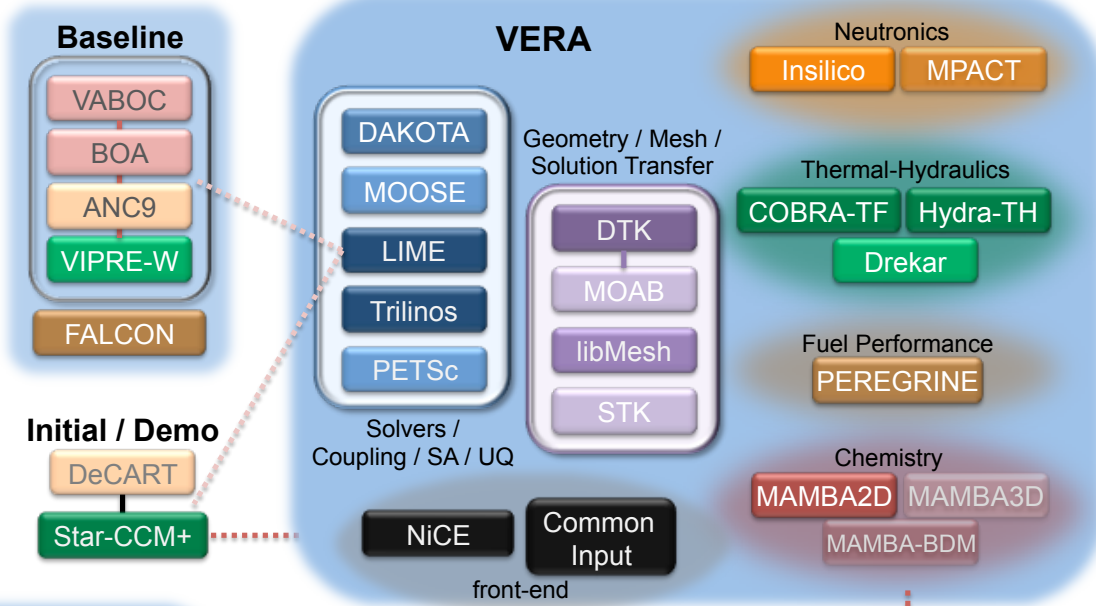 Baseline
VABOC
BOA
ANC9
VIPRE-W
FALCON
Initial / Demo
DeCART
Star-CCM+
VERA
DAKOTA
MOOSE
LIME
Trilinos
PETSc
Solvers /
Coupling / SA / UQ
Geometry / Mesh /
Solution Transfer
DTK
MOAB
libMesh
STK
NiCE
Common
Input
front-end
Neutronics
Insilico
MPACT
Thermal-Hydraulics
COBRA-TF
Hydra-TH
Drekar
Fuel Performance
PEREGRINE
Chemistry
MAMBA2D
MAMBA3D
MAMBA-BDM